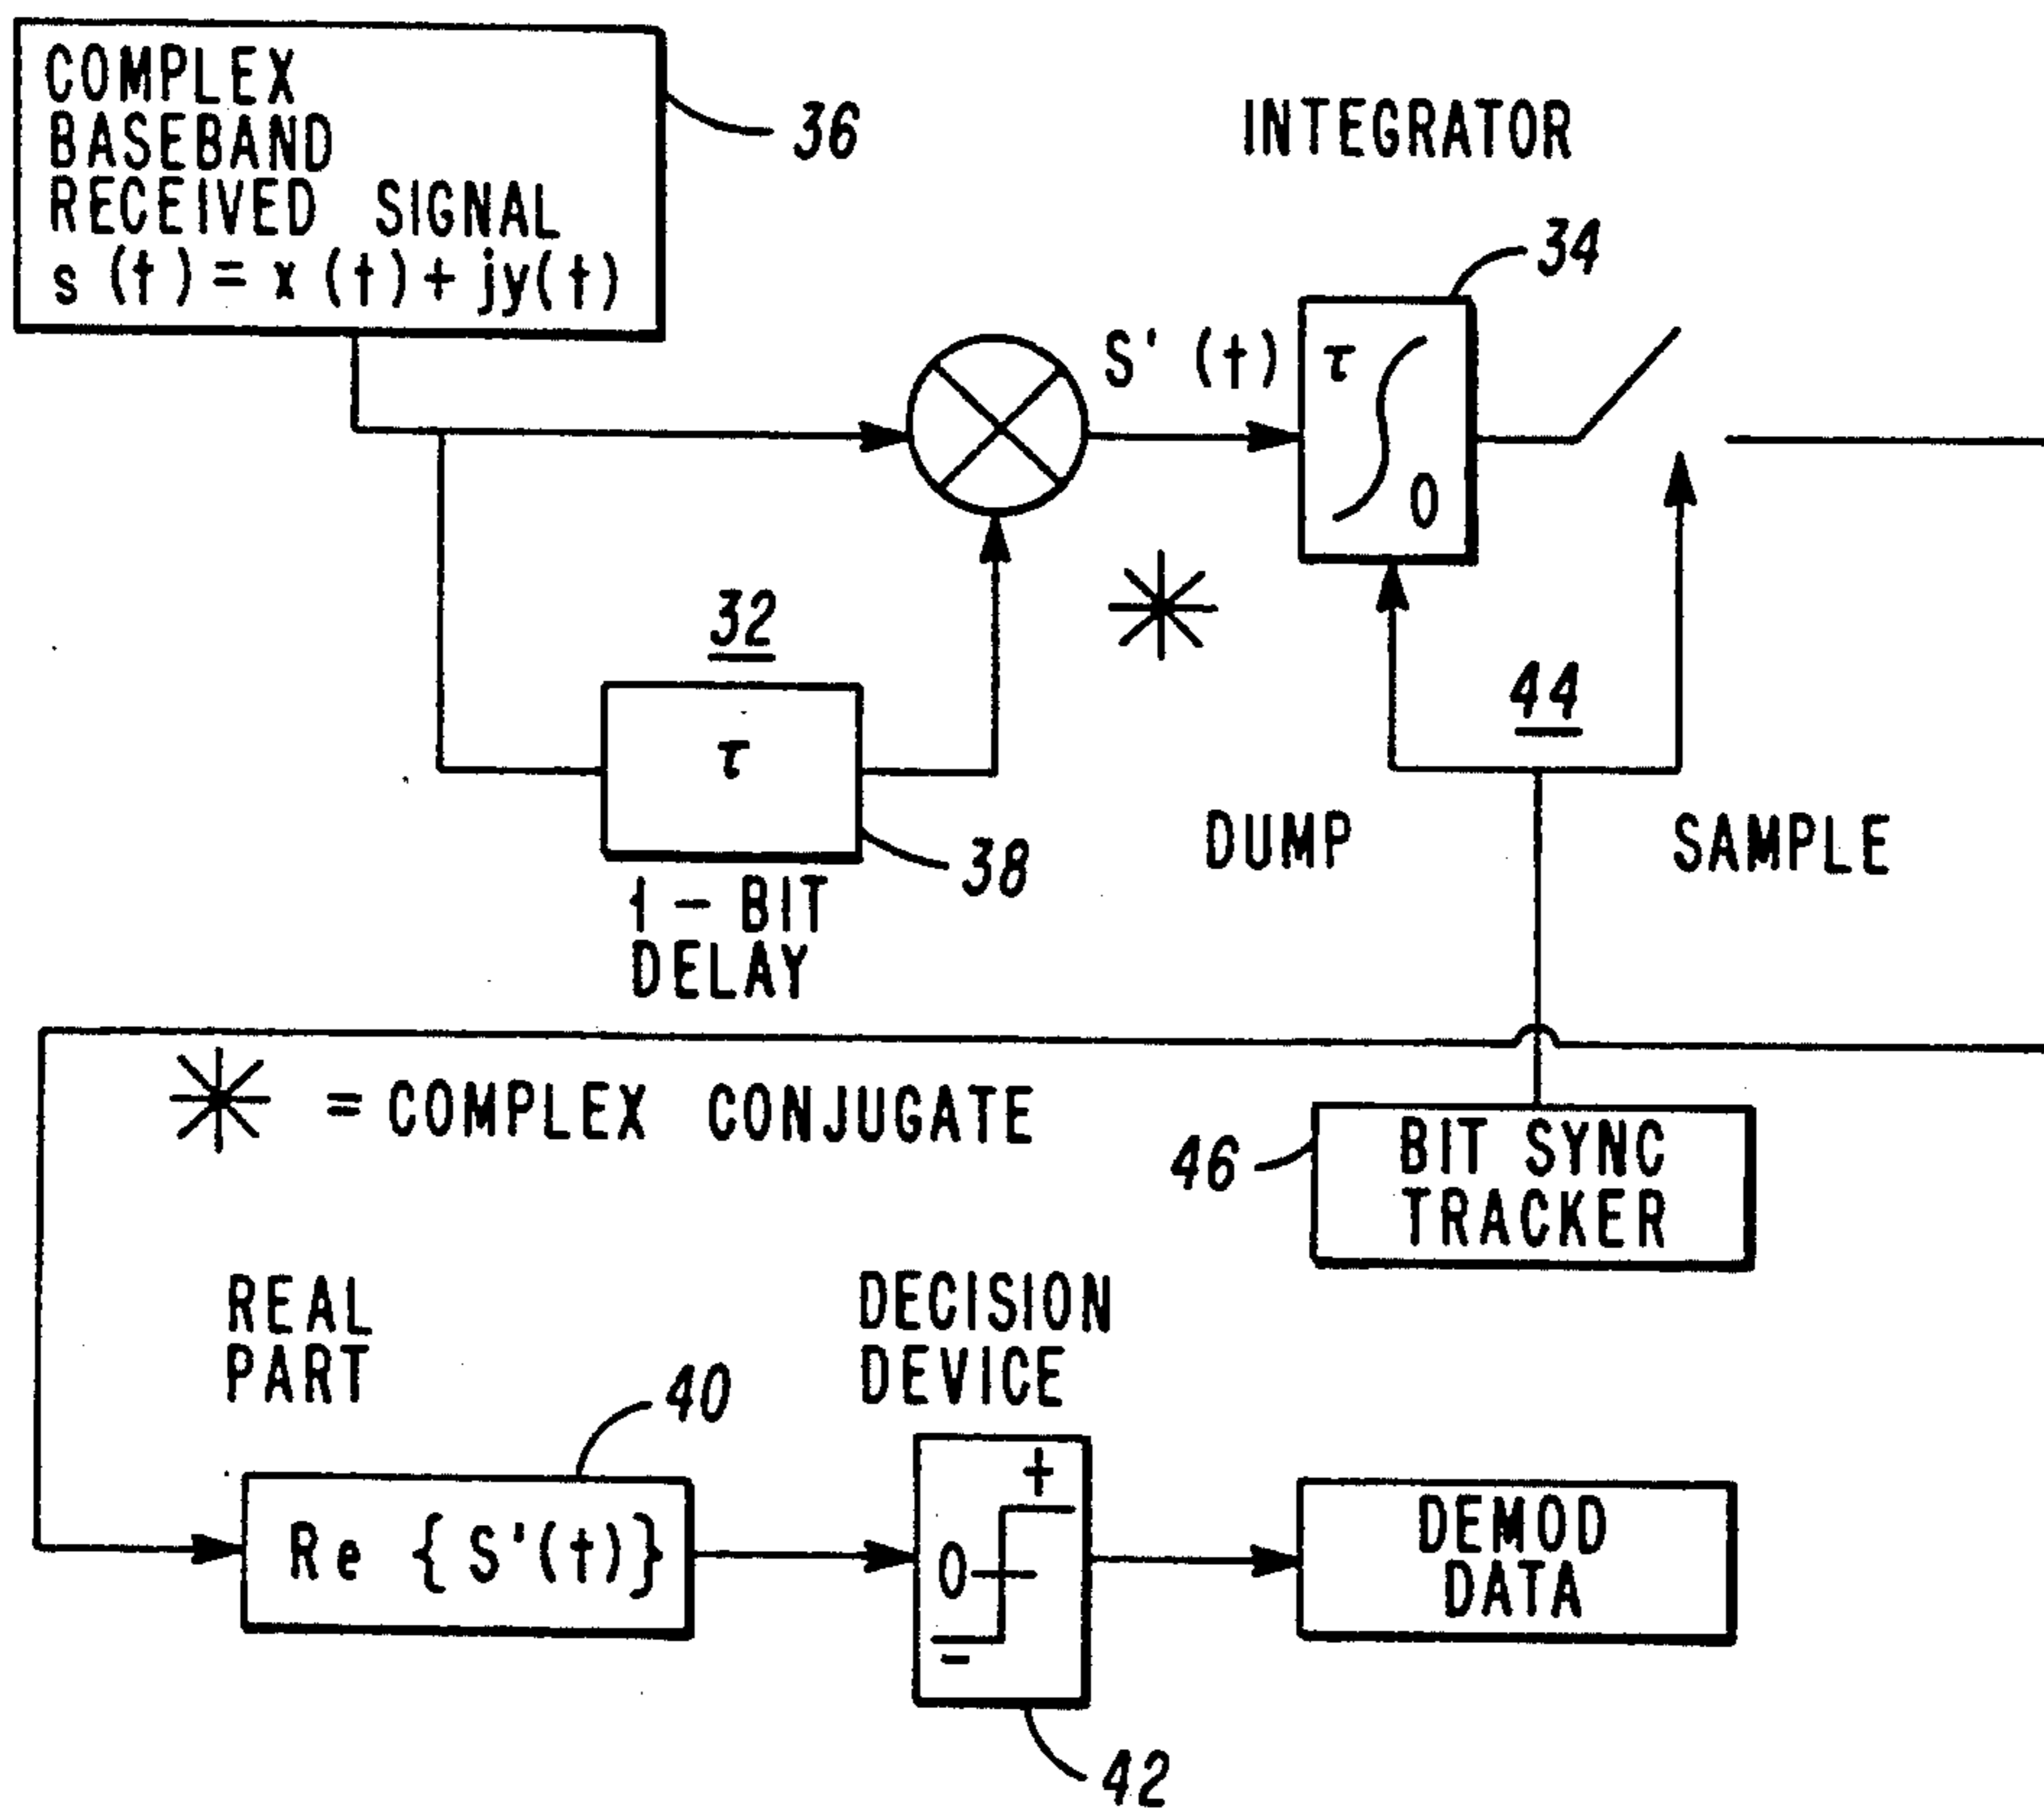 COMPLEX
BASEBAND
RECEIVED SIGNAL
s (t) = x (t) + jy(t)
36
INTEGRATOR
34
S' (t)
τ
0
32
τ
38
1 - BIT
DELAY
*
44
DUMP
SAMPLE
* = COMPLEX CONJUGATE
46
BIT SYNC
TRACKER
REAL
PART
40
Re { S'(t) }
DECISION
DEVICE
+
0
-
42
DEMOD
DATA